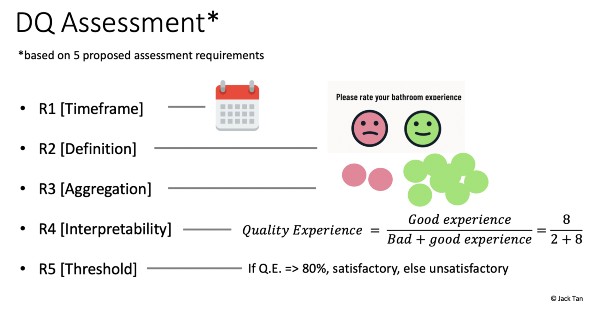 DQ Assessment*
*based on 5 proposed assessment requirements
• R1 [Timeframe]
Please rate your bathroom experience
• R2 [Definition]
• R3 [Aggregation]
• R4 [Interpretability]
Quality Experience = Good experience / Bad + good experience = 8 / 2 + 8
• R5 [Threshold]
If Q.E. => 80%, satisfactory, else unsatisfactory
© Jack Tan